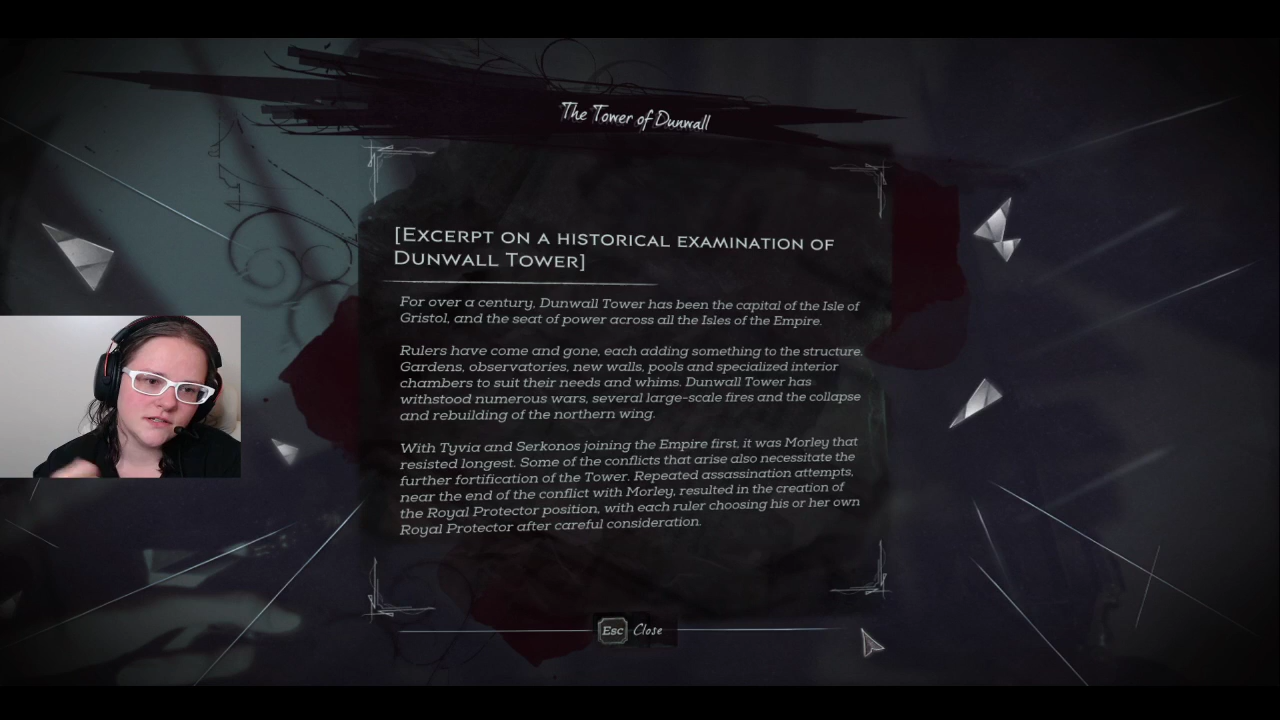 The Tower of Dunwall
[Excerpt on a historical examination of
Dunwall Tower]
For over a century, Dunwall Tower has been the capital of the Isle of
Gristol, and the seat of power across all the Isles of the Empire.
Rulers have come and gone, each adding something to the structure.
Gardens, observatories, new walls, pools and specialized interior
chambers to suit their needs and whims. Dunwall Tower has
withstood numerous wars, several large-scale fires and the collapse
and rebuilding of the northern wing.
With Tyvia and Serkonos joining the Empire first, it was Morley that
resisted longest. Some of the conflicts that arise also necessitate the
further fortification of the Tower. Repeated assassination attempts,
near the end of the conflict with Morley, resulted in the creation of
the Royal Protector position, with each ruler choosing his or her own
Royal Protector after careful consideration.
Esc Close